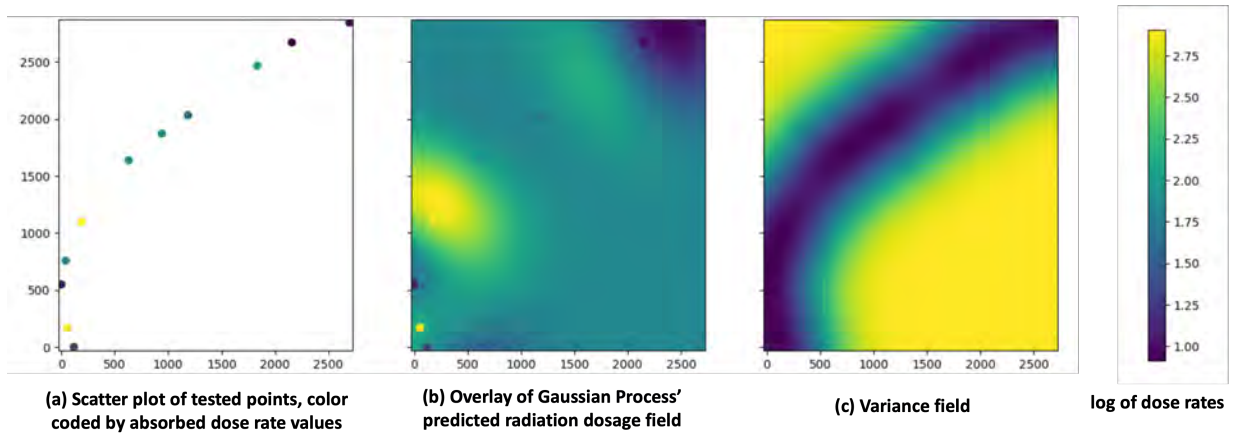 2500
2000
1500
1000
500
0
0 500 1000 1500 2000 2500
0 500 1000 1500 2000 2500
0 500 1000 1500 2000 2500
2.75
2.50
2.25
2.00
1.75
1.50
1.25
1.00
(a) Scatter plot of tested points, color
coded by absorbed dose rate values
(b) Overlay of Gaussian Process’
predicted radiation dosage field
(c) Variance field
log of dose rates